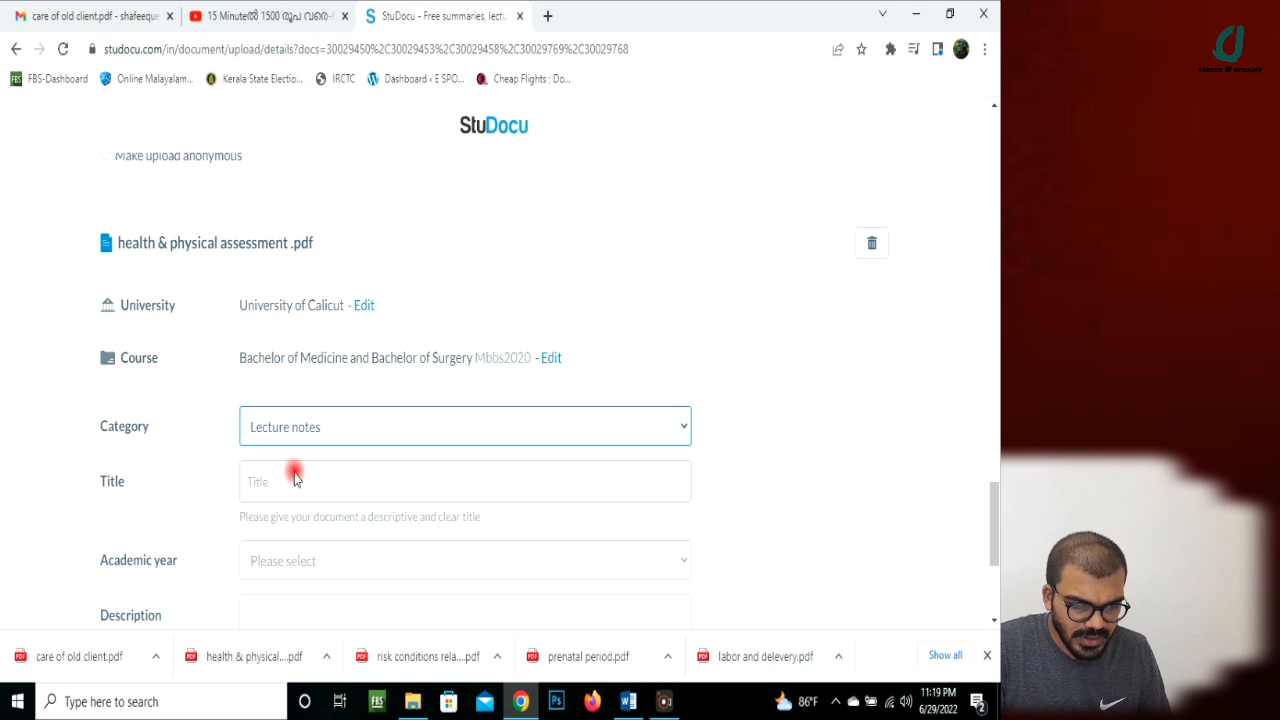 care of old client.pdf - shafeeque
15 Minuteൽ 1500 രൂപ വരെ
StuDocu - Free summaries, lectu
studocu.com/in/document/upload/details?docs=30029450%2C30029453%2C30029458%2C30029769%2C30029768
FBS-Dashboard
Online Malayalam...
Kerala State Electio...
IRCTC
Dashboard ‹ E SPO...
Cheap Flights ; Do...
StuDocu
Make upload anonymous
health & physical assessment .pdf
University
University of Calicut - Edit
Course
Bachelor of Medicine and Bachelor of Surgery Mbbs2020 - Edit
Category
Lecture notes
Title
Title
Please give your document a descriptive and clear title
Academic year
Please select
Description
care of old client.pdf
health & physical....pdf
risk conditions rela....pdf
prenatal period.pdf
labor and delevery.pdf
Show all
Type here to search
FBS
Ps
86°F
11:19 PM
6/29/2022
2